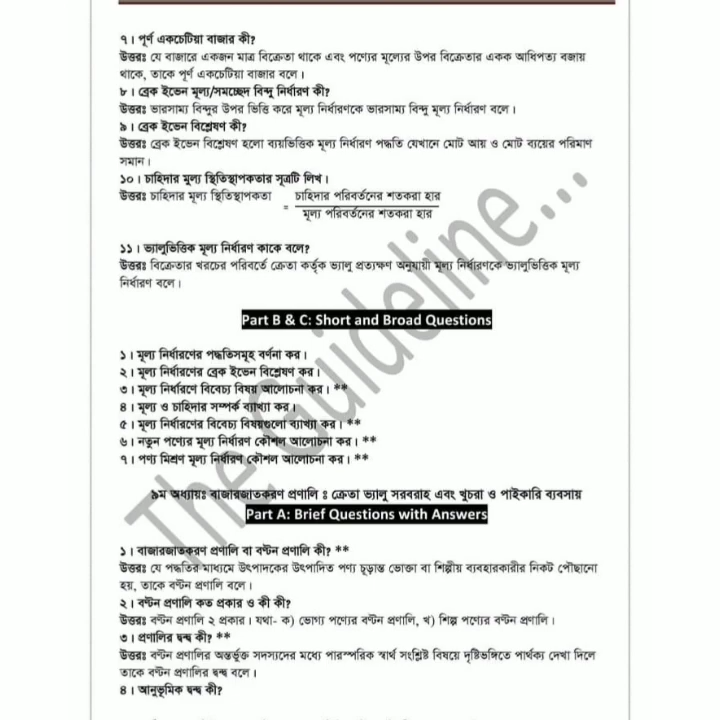 ৭। পূর্ণ একচেটিয়া বাজার কী?
উত্তরঃ যে বাজারে একজন মাত্র বিক্রেতা থাকে এবং পণ্যের মূল্যের উপর বিক্রেতার একক আধিপত্য বজায়
থাকে, তাকে পূর্ণ একচেটিয়া বাজার বলে।
৮। ব্রেক ইভেন মূল্য/সমচ্ছেদ বিন্দু নির্ধারণ কী?
উত্তরঃ ভারসাম্য বিন্দুর উপর ভিত্তি করে মূল্য নির্ধারণকে ভারসাম্য বিন্দু মূল্য নির্ধারণ বলে।
৯। ব্রেক ইভেন বিশ্লেষণ কী?
উত্তরঃ ব্রেক ইভেন বিশ্লেষণ হলো ব্যয়ভিত্তিক মূল্য নির্ধারণ পদ্ধতি যেখানে মোট আয় ও মোট ব্যয়ের পরিমাণ
সমান।
১০। চাহিদার মুল্য স্থিতিস্থাপকতার সূত্রটি লিখ।
উত্তরঃ চাহিদার মূল্য স্থিতিস্থাপকতা = চাহিদার পরিবর্তনের শতকরা হার
মূল্য পরিবর্তনের শতকরা হার
১১। ভ্যালুভিত্তিক মূল্য নির্ধারণ কাকে বলে?
উত্তরঃ বিক্রেতার খরচের পরিবর্তে ক্রেতা কর্তৃক ভ্যালু প্রত্যক্ষণ অনুযায়ী মূল্য নির্ধারণকে ভ্যালুভিত্তিক মূল্য
নির্ধারণ বলে।
Part B & C: Short and Broad Questions
১। মূল্য নির্ধারণের পদ্ধতিসমূহ বর্ণনা কর।
২। মূল্য নির্ধারণের ব্রেক ইভেন বিশ্লেষণ কর।
৩। মূল্য নির্ধারণে বিবেচ্য বিষয় আলোচনা কর। **
৪। মূল্য ও চাহিদার সম্পর্ক ব্যাখ্যা কর।
৫। মূল্য নির্ধারণের বিবেচ্য বিষয়গুলো ব্যাখ্যা কর। **
৬। নতুন পণ্যের মূল্য নির্ধারণ কৌশল আলোচনা কর। **
৭। পণ্য মিশ্রণ মূল্য নির্ধারণ কৌশল আলোচনা কর। **
৯ম অধ্যায়ঃ বাজারজাতকরণ প্রণালি ঃ ক্রেতা ভ্যালু সরবরাহ এবং খুচরা ও পাইকারি ব্যবসায়
Part A: Brief Questions with Answers
১। বাজারজাতকরণ প্রণালি বা বণ্টন প্রণালি কী? **
উত্তরঃ যে পদ্ধতির মাধ্যমে উৎপাদকের উৎপাদিত পণ্য চূড়ান্ত ভোক্তা বা শিল্পীয় ব্যবহারকারীর নিকট পৌছানো
হয়, তাকে বণ্টন প্রণালি বলে।
২। বণ্টন প্রণালি কত প্রকার ও কী কী?
উত্তরঃ বণ্টন প্রণালি ২ প্রকার। যথা- ক) ভোগ্য পণ্যের বণ্টন প্রণালি, খ) শিল্প পণ্যের বণ্টন প্রণালি।
৩। প্রণালির দ্বন্দ্ব কী? **
উত্তরঃ বণ্টন প্রণালির অন্তর্ভূক্ত সদস্যদের মধ্যে পারস্পরিক স্বার্থ সংশ্লিষ্ট বিষয়ে দৃষ্টিভঙ্গিতে পার্থক্য দেখা দিলে
তাকে বণ্টন প্রণালির দ্বন্দ্ব বলে।
৪। আনুভূমিক দ্বন্দ্ব কী?
The Guideline...